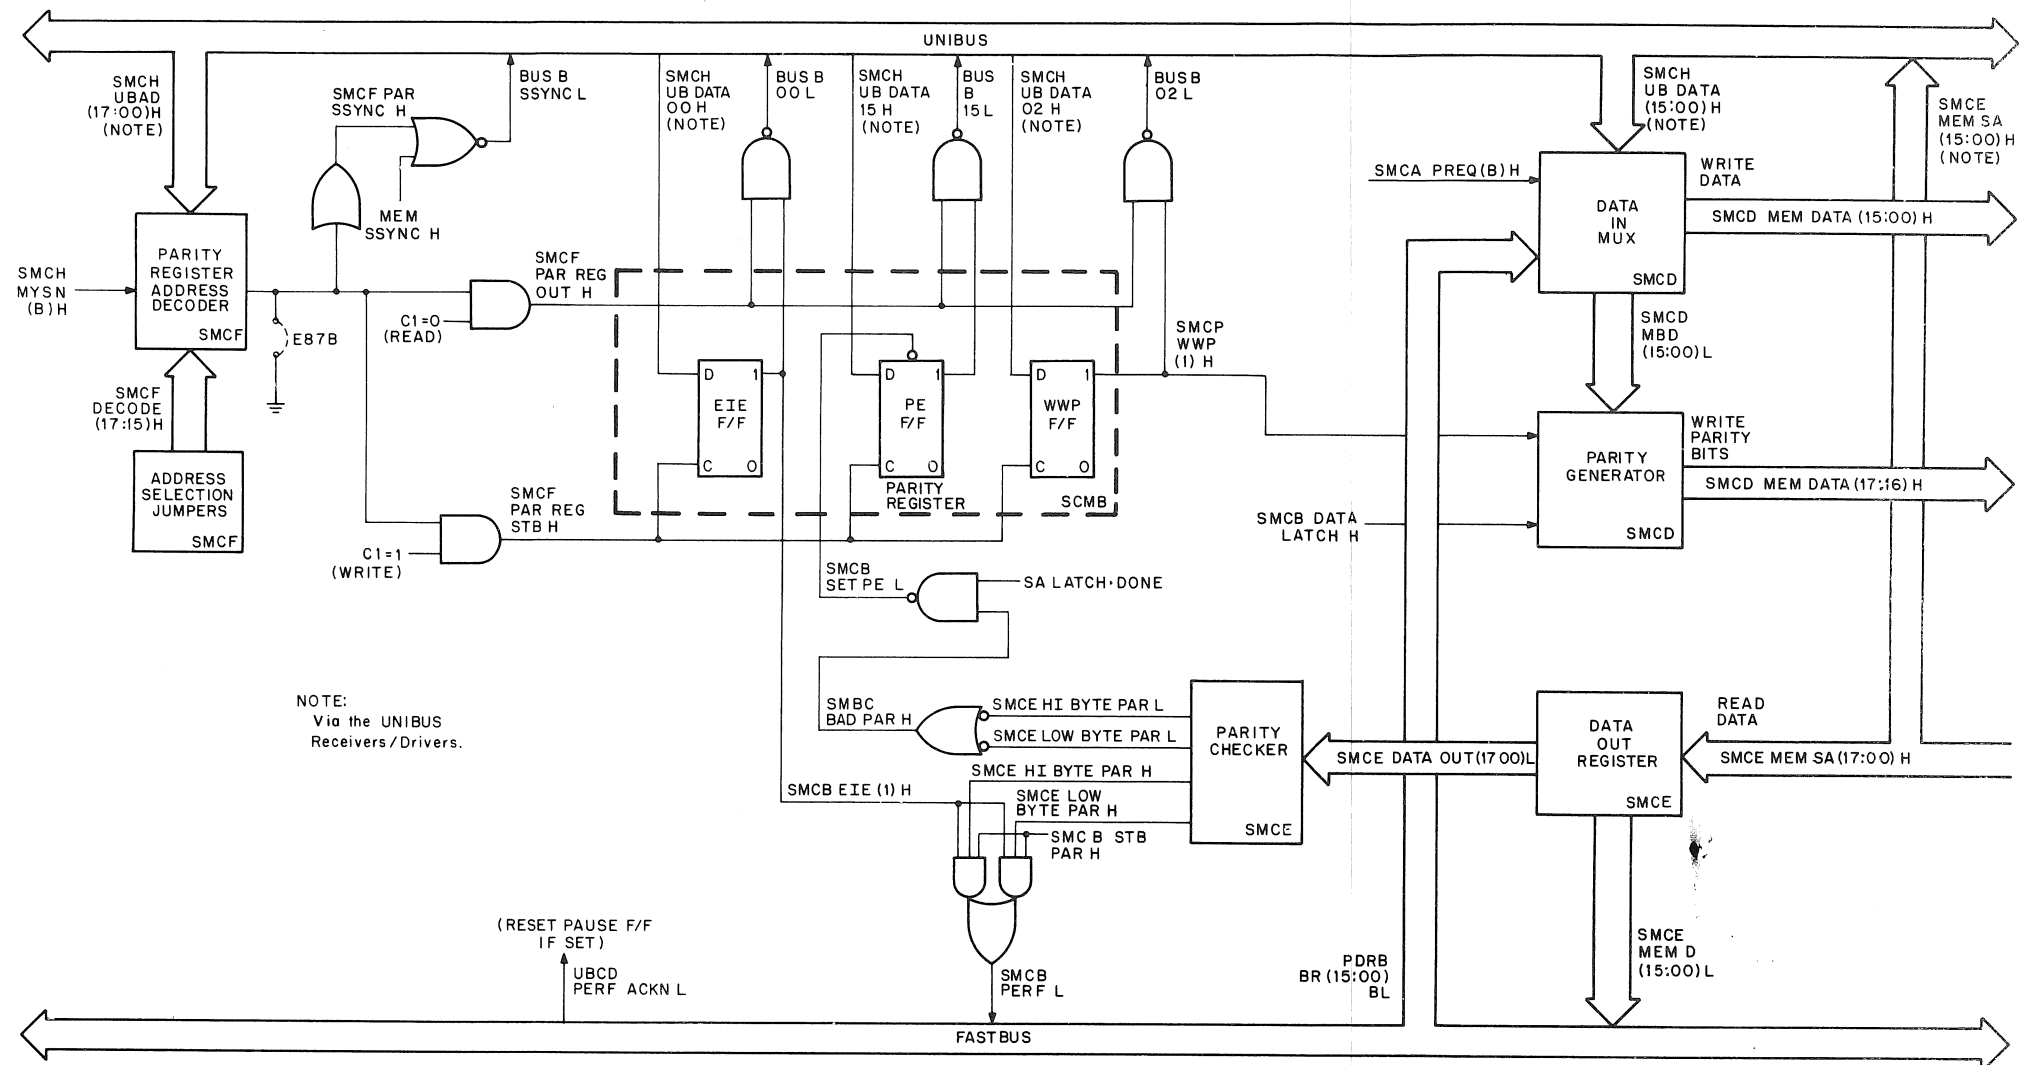 UNIBUS
SMCH
UBAD
(17:00)H
(NOTE)
SMCF PAR
SSYNC H
BUS B
SSYNC L
MEM
SSYNC H
SMCH
UB DATA
00 H
(NOTE)
BUS B
00 L
SMCH
UB DATA
15 H
(NOTE)
BUS
B
15 L
SMCH
UB DATA
02 H
(NOTE)
BUS B
02 L
SMCH
UB DATA
(15:00) H
(NOTE)
SMCE
MEM SA
(15:00) H
(NOTE)
SMCA PREQ(B) H
DATA
IN
MUX
SMCD
WRITE
DATA
SMCD MEM DATA (15:00) H
SMCH
MYSN
(B) H
PARITY
REGISTER
ADDRESS
DECODER
SMCF
E87B
C1=0
(READ)
SMCF
PAR REG
OUT H
SMCP
WWP
(1) H
SMCD
MBD
(15:00) L
SMCF
DECODE
(17:15)H
ADDRESS
SELECTION
JUMPERS
SMCF
D 1
EIE
F/F
C 0
D 1
PE
F/F
C 0
D 1
WWP
F/F
C 0
PARITY
REGISTER
SCMB
SMCF
PAR REG
STB H
C1=1
(WRITE)
PARITY
GENERATOR
SMCD
WRITE
PARITY
BITS
SMCD MEM DATA (17:16) H
SMCB DATA
LATCH H
SMCB
SET PE L
SA LATCH·DONE
NOTE:
Via the UNIBUS
Receivers/Drivers.
SMBC
BAD PAR H
SMCE HI BYTE PAR L
SMCE LOW BYTE PAR L
SMCE HI BYTE PAR H
SMCE LOW
BYTE PAR H
PARITY
CHECKER
SMCE
SMCE DATA OUT (17 00)L
DATA
OUT
REGISTER
SMCE
READ
DATA
SMCE MEM SA (17:00) H
SMCB EIE (1) H
SMC B STB
PAR H
(RESET PAUSE F/F
IF SET)
UBCD
PERF ACKN L
SMCB
PERF L
PDRB
BR (15:00)
BL
SMCE
MEM D
(15:00) L
FASTBUS